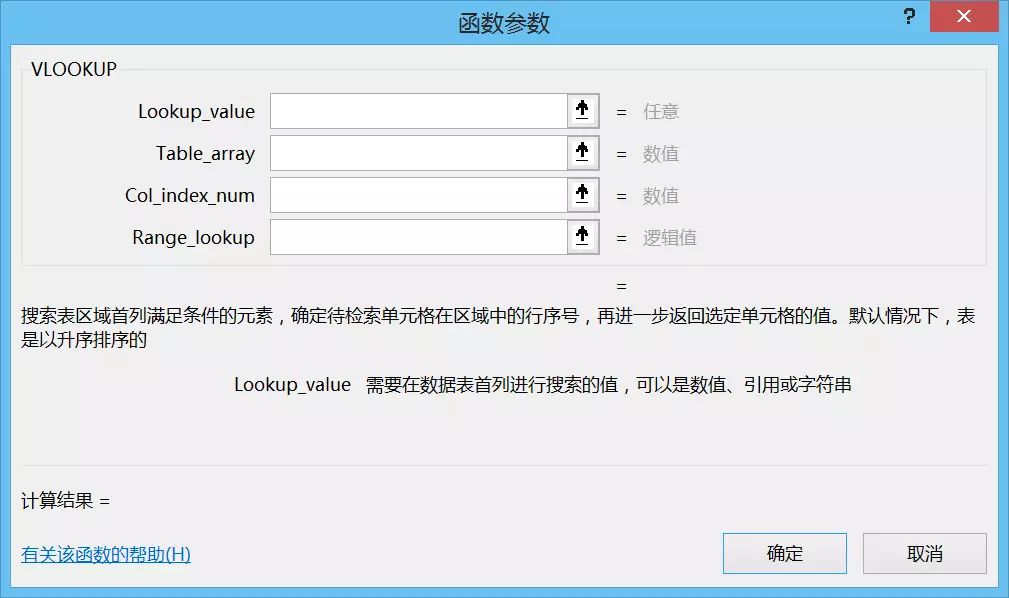 函数参数
?
VLOOKUP
Lookup_value = 任意
Table_array = 数值
Col_index_num = 数值
Range_lookup = 逻辑值
=
搜索表区域首列满足条件的元素，确定待检索单元格在区域中的行序号，再进一步返回选定单元格的值。默认情况下，表
是以升序排序的
Lookup_value 需要在数据表首列进行搜索的值，可以是数值、引用或字符串
计算结果 =
有关该函数的帮助(H)
确定
取消